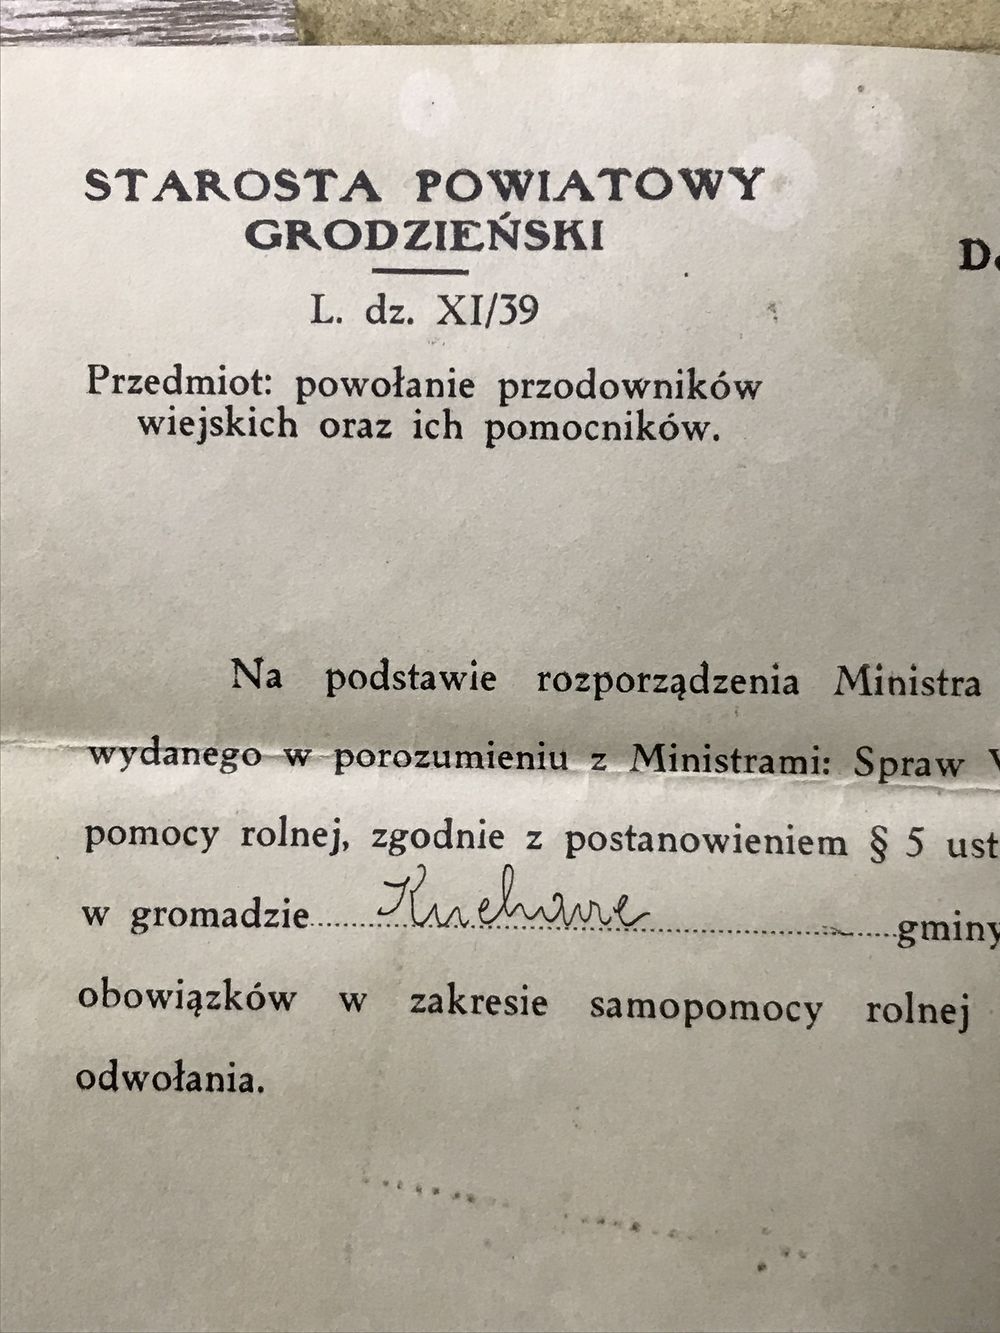 STAROSTA POWIATOWY
GRODZIEŃSKI
D
L. dz. XI/39
Przedmiot: powołanie przodowników
wiejskich oraz ich pomocników.
Na podstawie rozporządzenia Ministra
wydanego w porozumieniu z Ministrami: Spraw
pomocy rolnej, zgodnie z postanowieniem § 5 ust
w gromadzie gminy
obowiązków w zakresie samopomocy rolnej
odwołania.